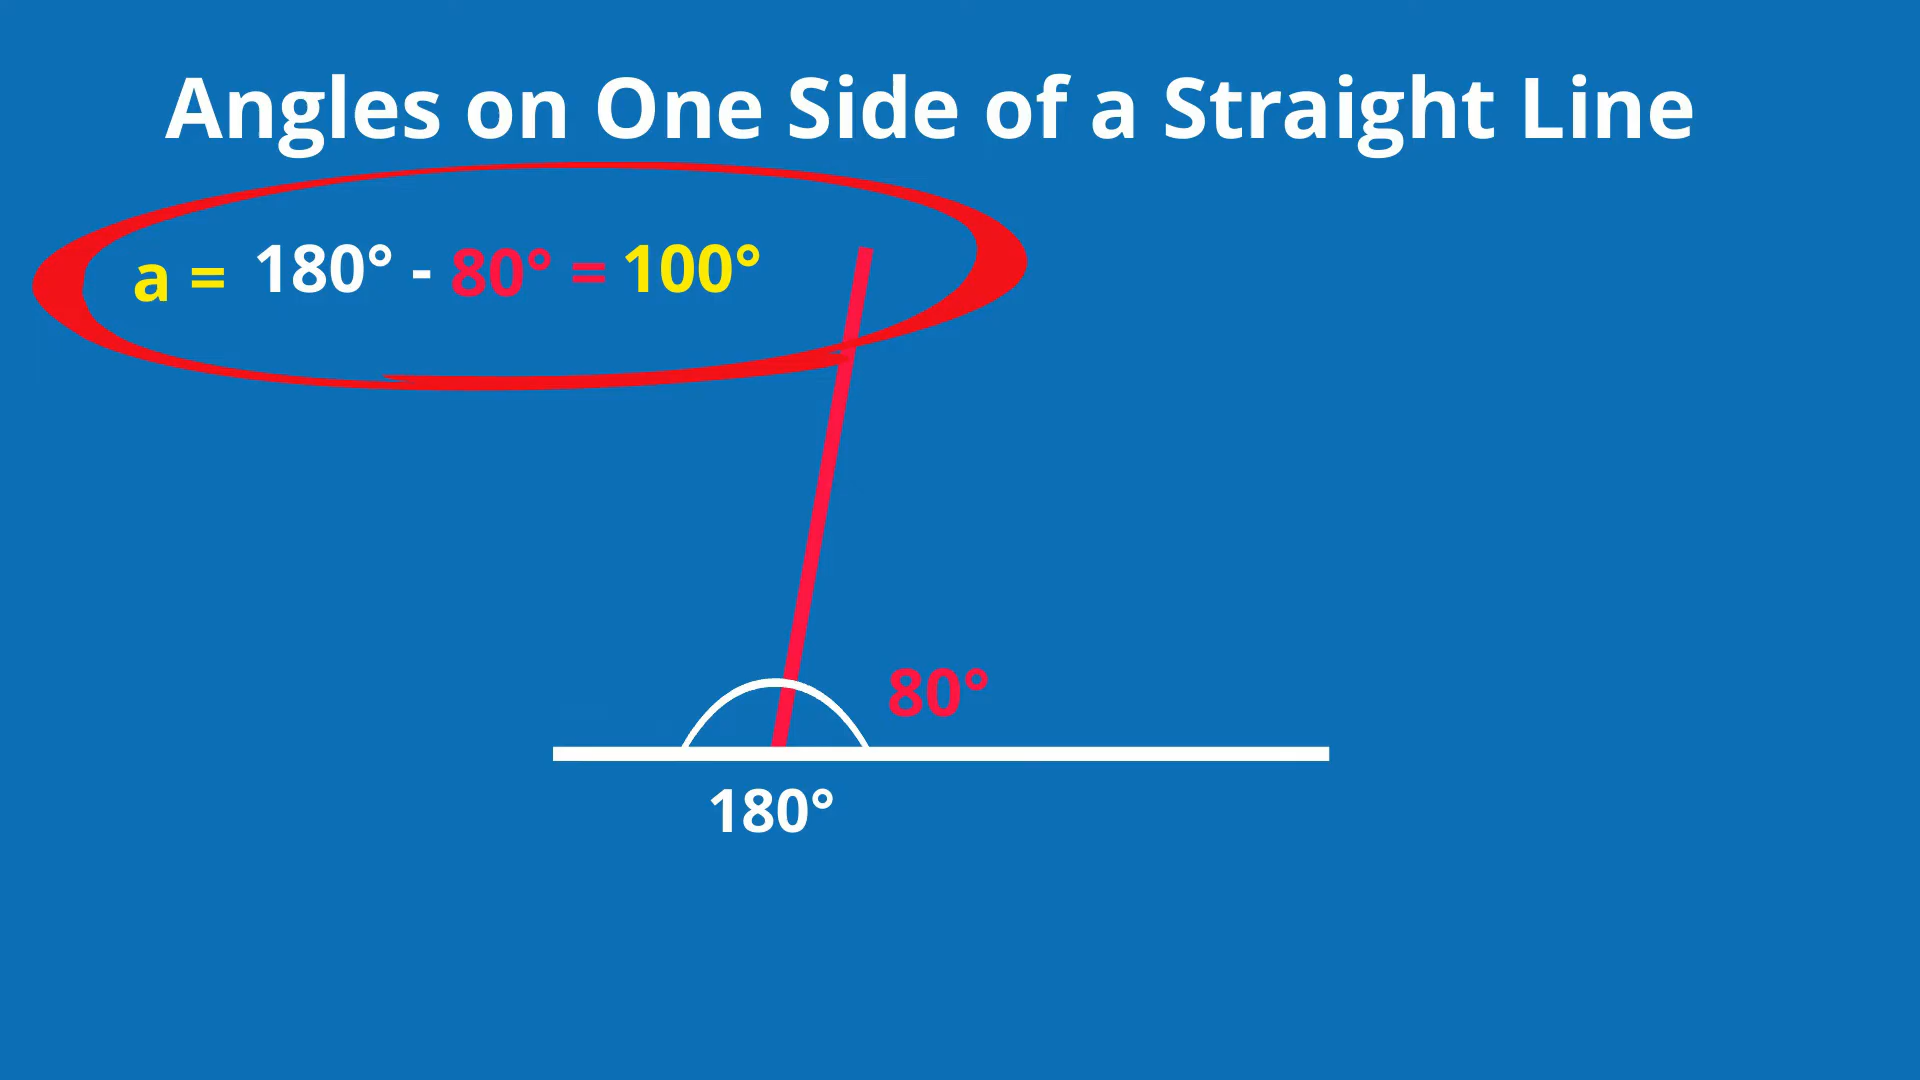 Angles on One Side of a Straight Line
a = 180° - 80° = 100°
80°
180°